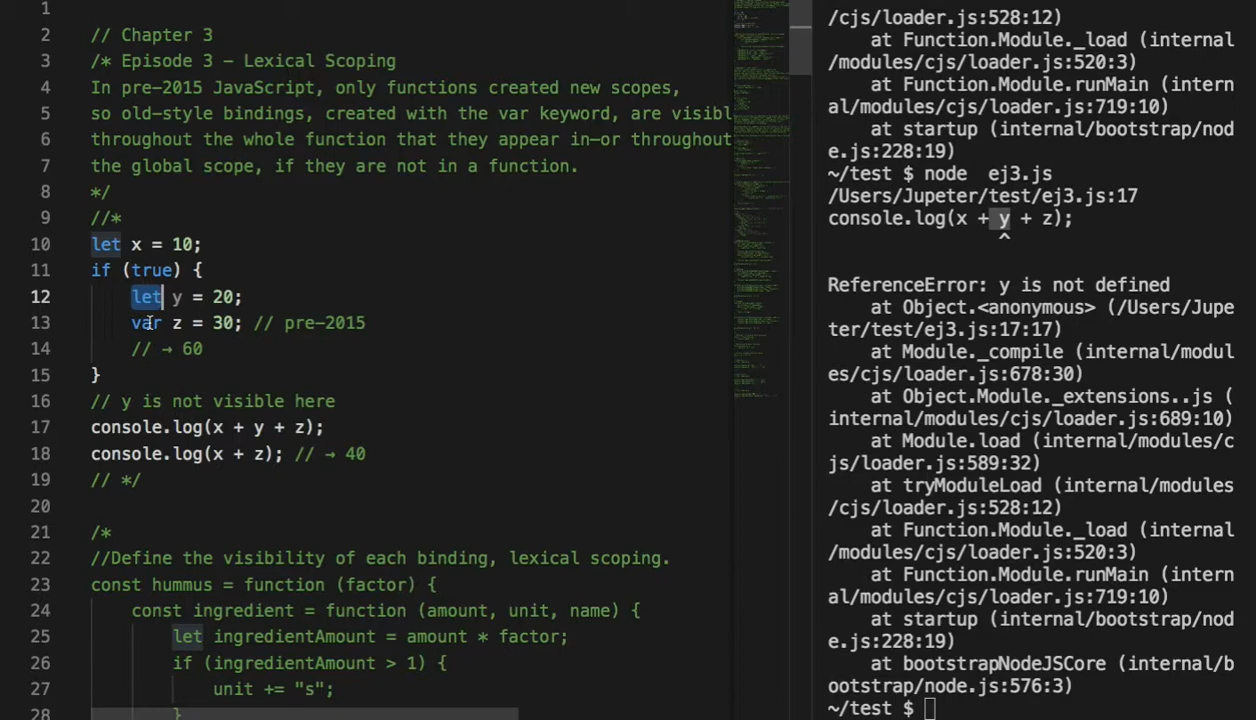 1
2 // Chapter 3
3 /* Episode 3 - Lexical Scoping
4 In pre-2015 JavaScript, only functions created new scopes,
5 so old-style bindings, created with the var keyword, are visibl
6 throughout the whole function that they appear in—or throughout
7 the global scope, if they are not in a function.
8 */
9 //*
10 let x = 10;
11 if (true) {
12 let y = 20;
13 var z = 30; // pre-2015
14 // → 60
15 }
16 // y is not visible here
17 console.log(x + y + z);
18 console.log(x + z); // → 40
19 // */
20
21 /*
22 //Define the visibility of each binding, lexical scoping.
23 const hummus = function (factor) {
24 const ingredient = function (amount, unit, name) {
25 let ingredientAmount = amount * factor;
26 if (ingredientAmount > 1) {
27 unit += "s";
28 }
/cjs/loader.js:528:12)
at Function.Module._load (internal
/modules/cjs/loader.js:520:3)
at Function.Module.runMain (intern
al/modules/cjs/loader.js:719:10)
at startup (internal/bootstrap/nod
e.js:228:19)
~/test $ node  ej3.js
/Users/Jupeter/test/ej3.js:17
console.log(x + y + z);
^
ReferenceError: y is not defined
at Object.<anonymous> (/Users/Jupe
ter/test/ej3.js:17:17)
at Module._compile (internal/modul
es/cjs/loader.js:678:30)
at Object.Module._extensions..js (
internal/modules/cjs/loader.js:689:10)
at Module.load (internal/modules/c
js/loader.js:589:32)
at tryModuleLoad (internal/modules
/cjs/loader.js:528:12)
at Function.Module._load (internal
/modules/cjs/loader.js:520:3)
at Function.Module.runMain (intern
al/modules/cjs/loader.js:719:10)
at startup (internal/bootstrap/nod
e.js:228:19)
at bootstrapNodeJSCore (internal/b
ootstrap/node.js:576:3)
~/test $